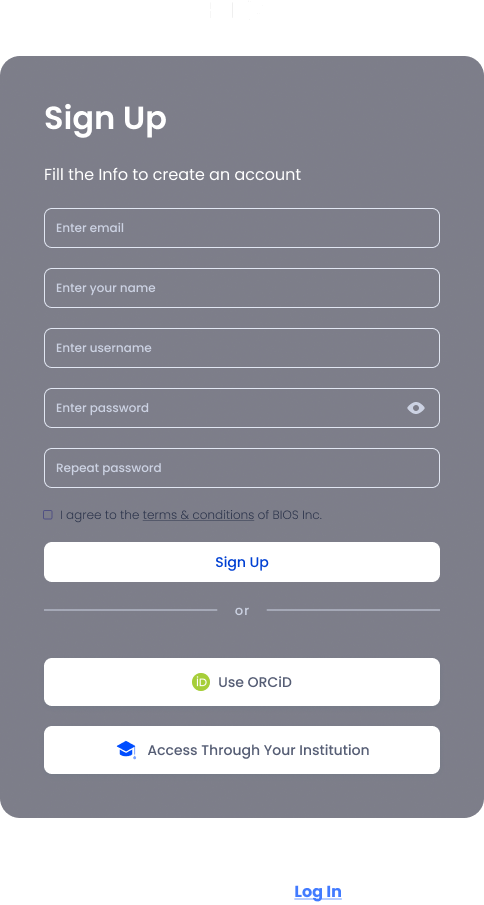 Sign Up
Fill the Info to create an account
Enter email
Enter your name
Enter username
Enter password
Repeat password
I agree to the terms & conditions of BIOS Inc.
Sign Up
or
iD Use ORCiD
Access Through Your Institution
Log In